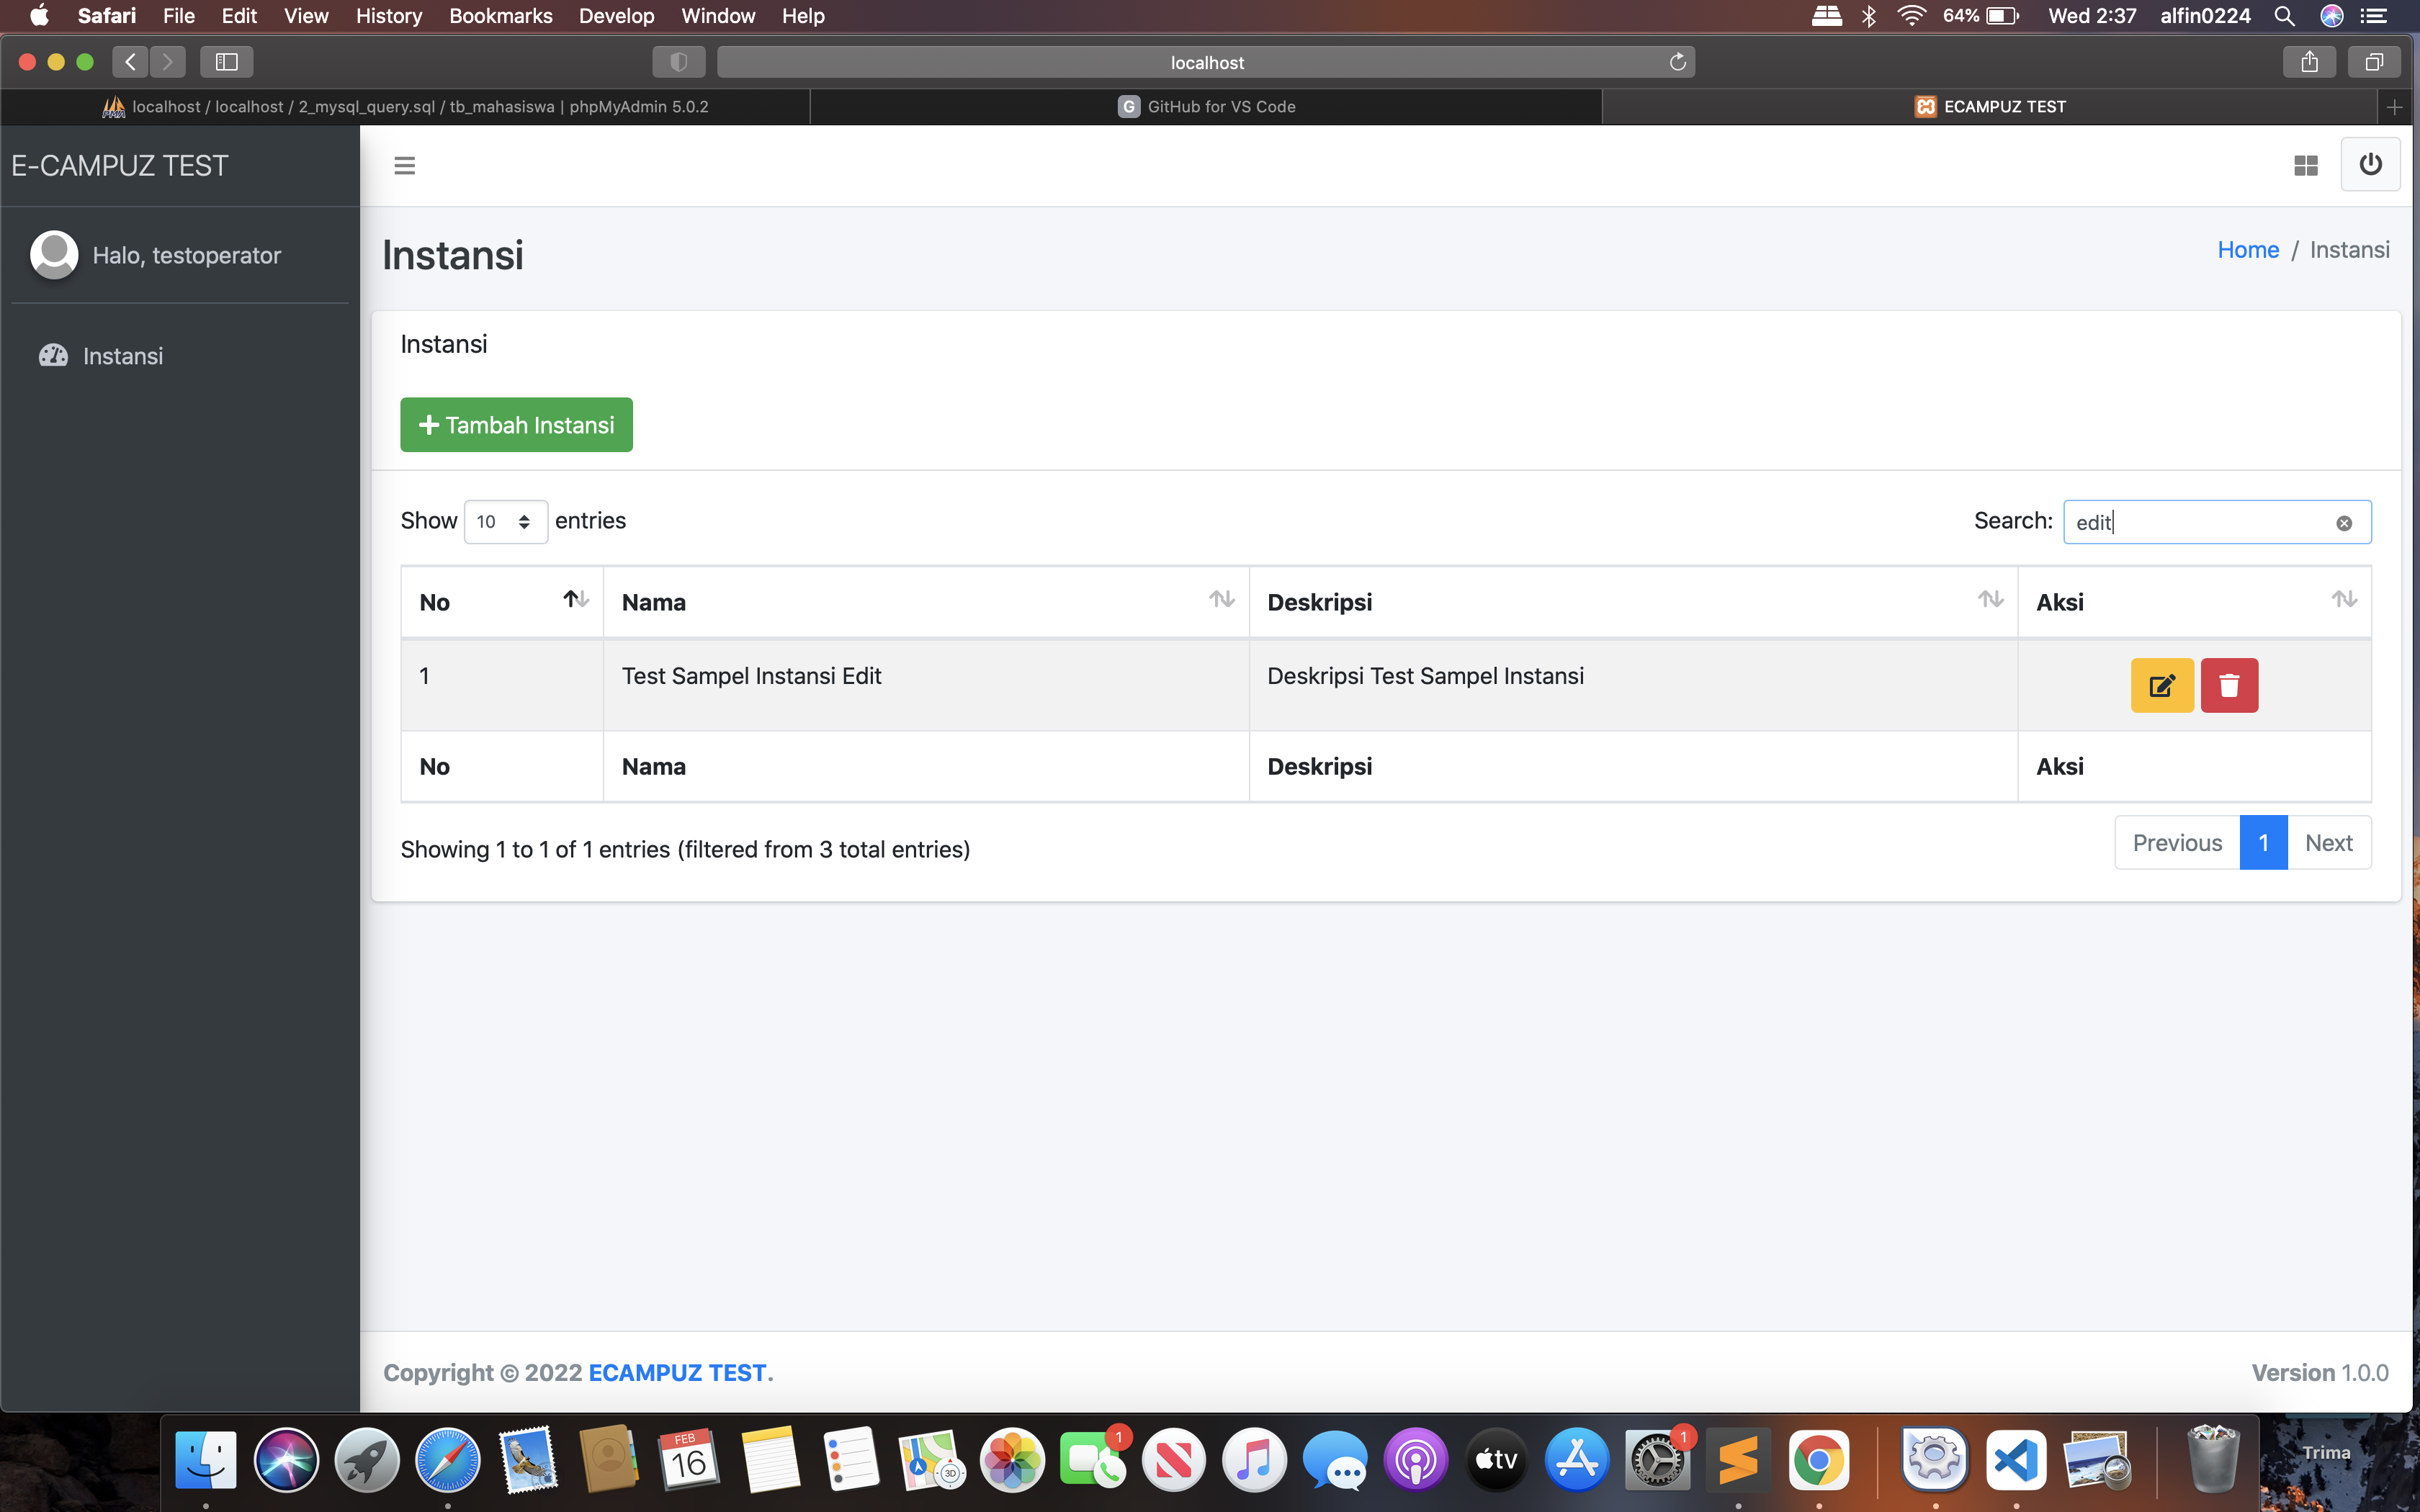 Safari File Edit View History Bookmarks Develop Window Help 64% Wed 2:37 alfin0224
localhost
localhost / localhost / 2_mysql_query.sql / tb_mahasiswa | phpMyAdmin 5.0.2 G GitHub for VS Code ECAMPUZ TEST
E-CAMPUZ TEST
Halo, testoperator
Instansi
Instansi
Home / Instansi
Instansi
Tambah Instansi
Show 10 entries
Search: edit
No Nama Deskripsi Aksi
1 Test Sampel Instansi Edit Deskripsi Test Sampel Instansi
No Nama Deskripsi Aksi
Showing 1 to 1 of 1 entries (filtered from 3 total entries)
Previous 1 Next
Copyright © 2022 ECAMPUZ TEST.
Version 1.0.0
FEB
16
3D
1
tv
1
Trima